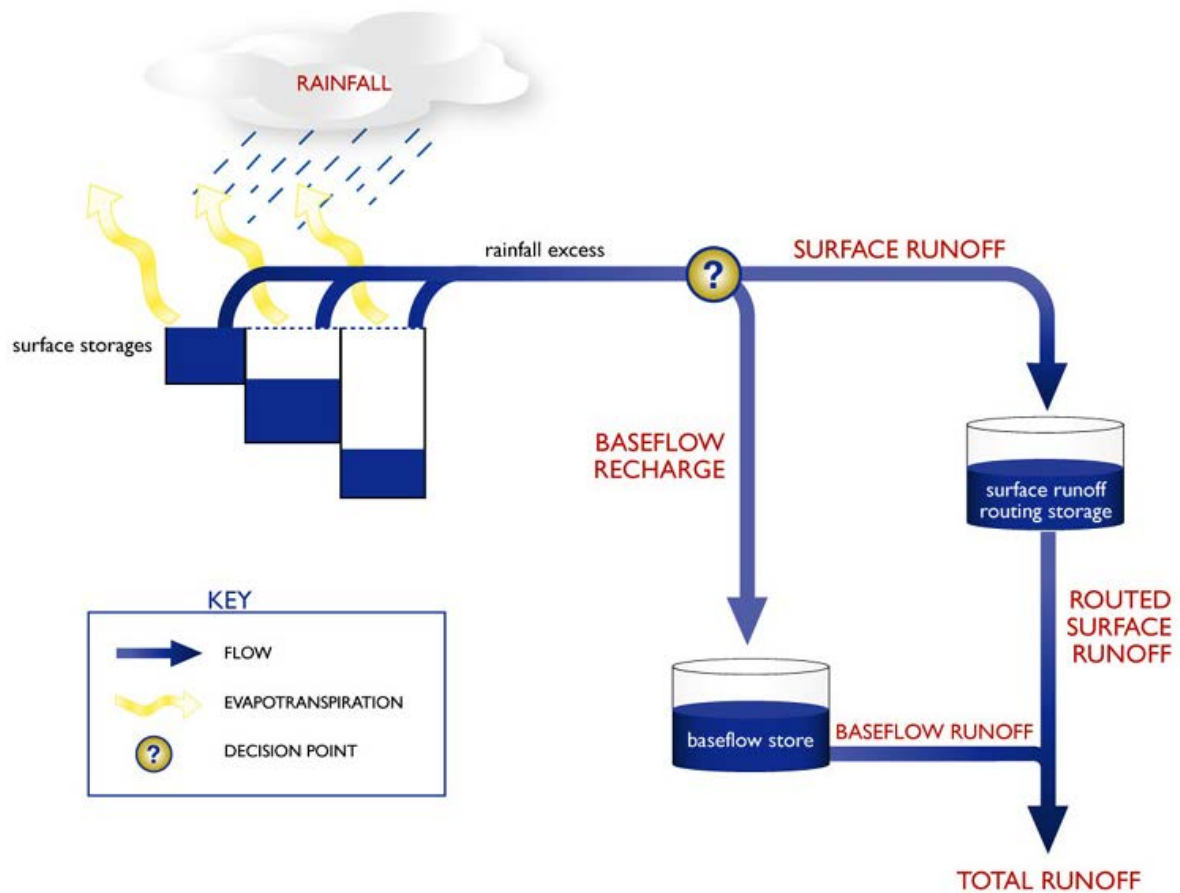 RAINFALL
rainfall excess
?
SURFACE RUNOFF
surface storages
BASEFLOW
RECHARGE
surface runoff
routing storage
KEY
FLOW
EVAPOTRANSPIRATION
?
DECISION POINT
ROUTED
SURFACE
RUNOFF
baseflow store
BASEFLOW RUNOFF
TOTAL RUNOFF